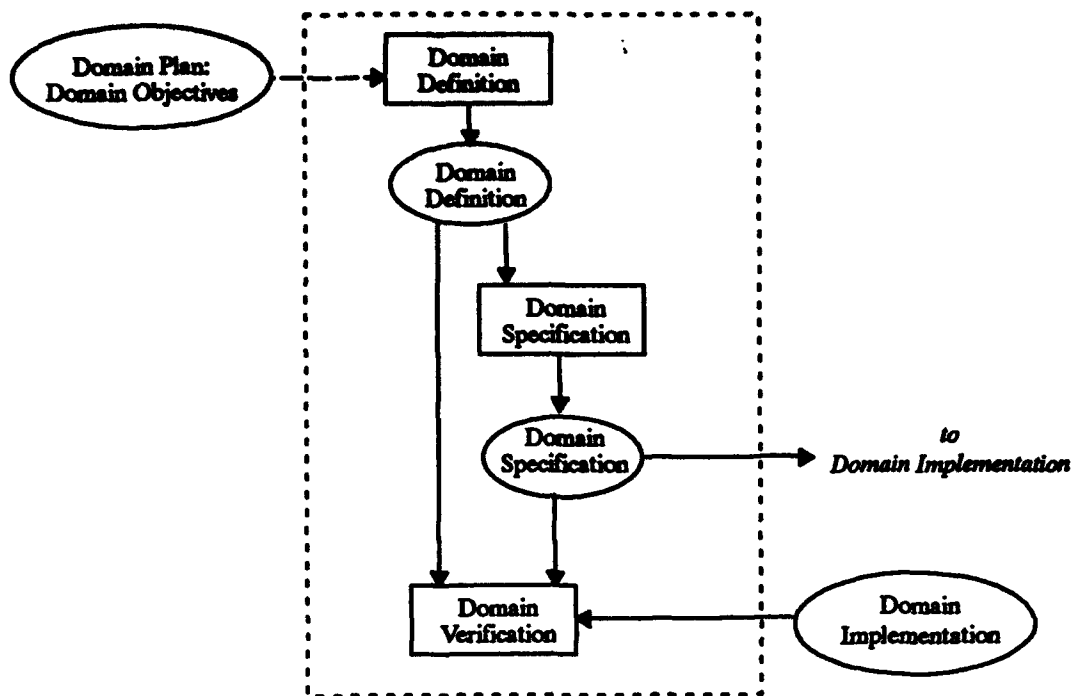 Domain Plan:
Domain Objectives
Domain
Definition
Domain
Definition
Domain
Specification
Domain
Specification
to
Domain Implementation
Domain
Verification
Domain
Implementation